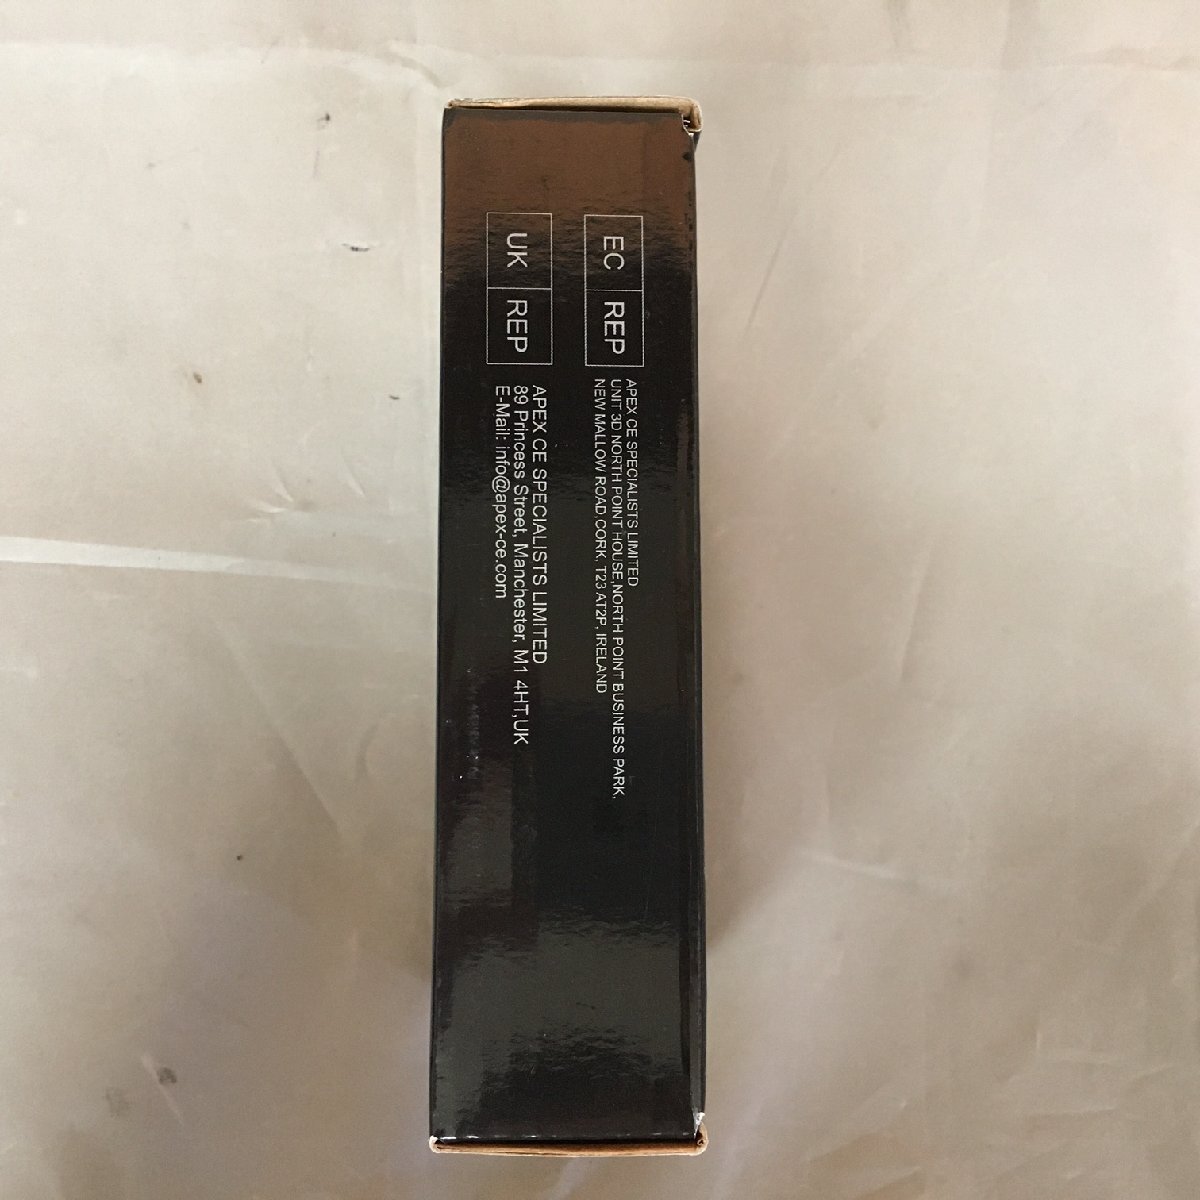 EC REP
APEX CE SPECIALISTS LIMITED
UNIT 3D NORTH POINT HOUSE,NORTH POINT BUSINESS PARK,
NEW MALLOW ROAD,CORK, T23 AT2P, IRELAND
UK REP
APEX CE SPECIALISTS LIMITED
89 Princess Street, Manchester, M1 4HT,UK
E-Mail: info@apex-ce.com